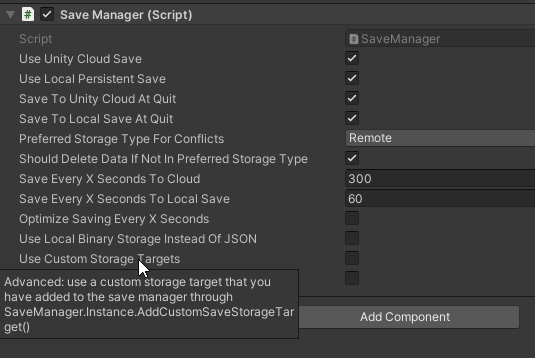 Save Manager (Script)
Script SaveManager
Use Unity Cloud Save
Use Local Persistent Save
Save To Unity Cloud At Quit
Save To Local Save At Quit
Preferred Storage Type For Conflicts Remote
Should Delete Data If Not In Preferred Storage Type
Save Every X Seconds To Cloud 300
Save Every X Seconds To Local Save 60
Optimize Saving Every X Seconds
Use Local Binary Storage Instead Of JSON
Use Custom Storage Targets
Advanced: use a custom storage target that you
have added to the save manager through
SaveManager.Instance.AddCustomSaveStorageTar
get()
Add Component